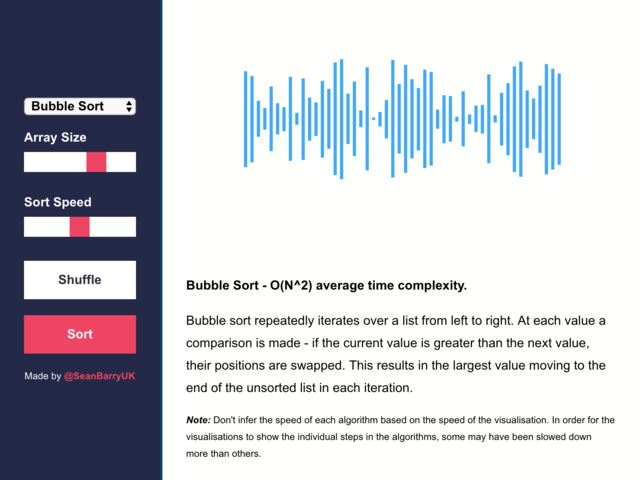 Bubble Sort
Array Size
Sort Speed
Shuffle
Sort
Made by @SeanBarryUK
Bubble Sort - O(N^2) average time complexity.
Bubble sort repeatedly iterates over a list from left to right. At each value a
comparison is made - if the current value is greater than the next value,
their positions are swapped. This results in the largest value moving to the
end of the unsorted list in each iteration.
Note: Don't infer the speed of each algorithm based on the speed of the visualisation. In order for the
visualisations to show the individual steps in the algorithms, some may have been slowed down
more than others.